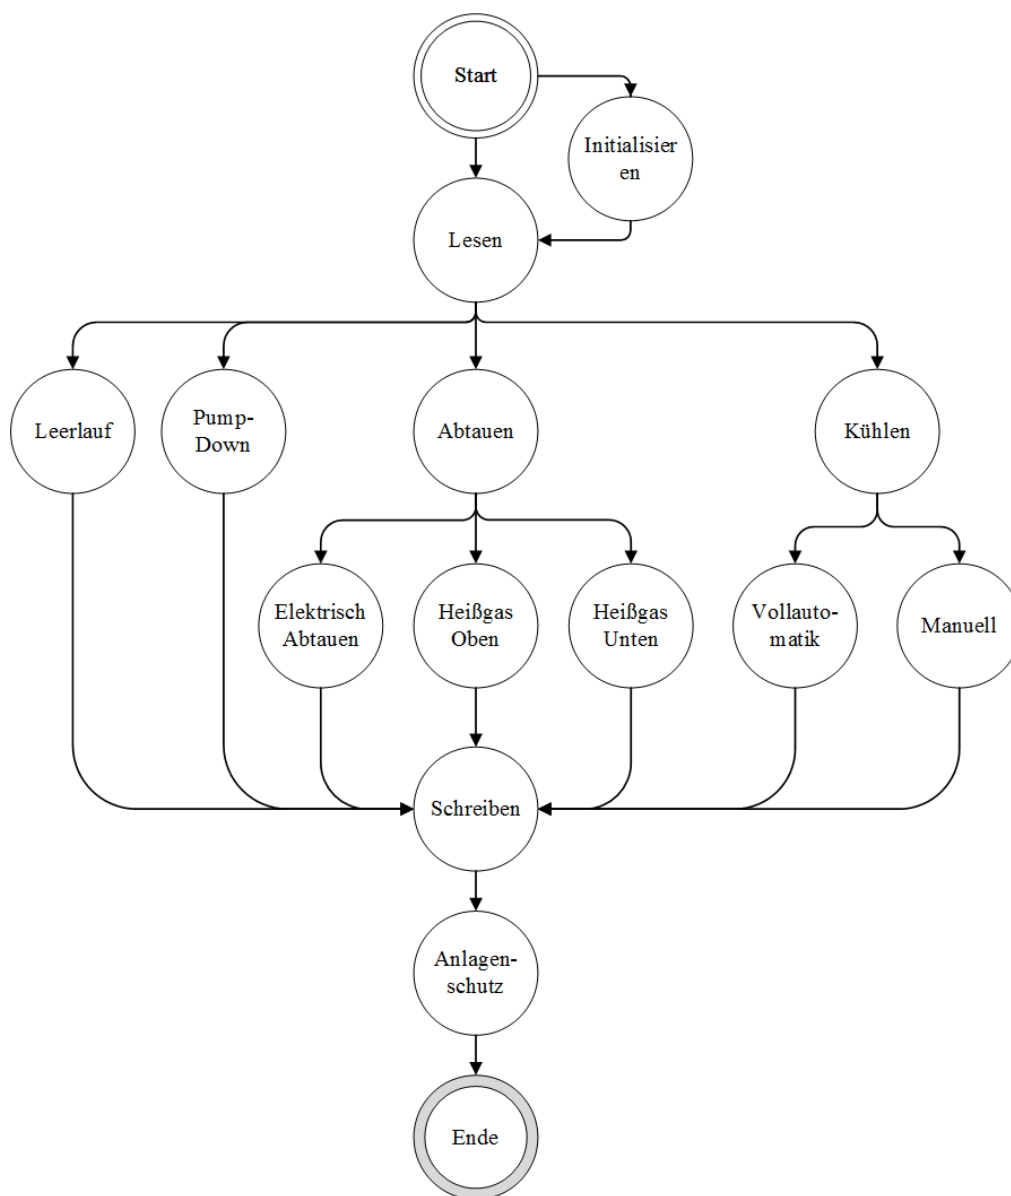 Start
Initialisier
en
Lesen
Leerlauf
Pump-
Down
Abtauen
Kühlen
Elektrisch
Abtauen
Heißgas
Oben
Heißgas
Unten
Vollauto-
matik
Manuell
Schreiben
Anlagen-
schutz
Ende